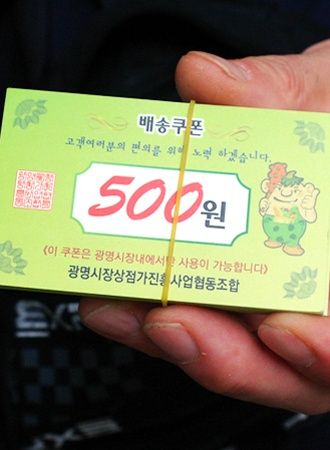 배송쿠폰
고객여러분의 편의를 위해 노력 하겠습니다.
500원
《이 쿠폰은 광명시장내에서만 사용이 가능합니다》
광명시장상점가진흥사업협동조합